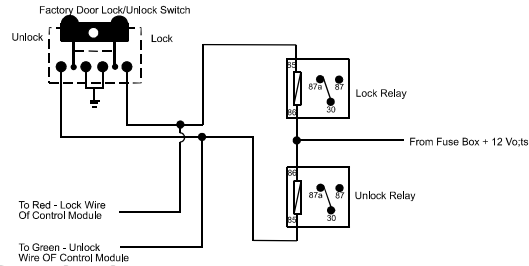 Factory Door Lock/Unlock Switch
Unlock
Lock
85
87a
87
86
30
Lock Relay
From Fuse Box + 12 Vo;ts
86
87a
87
85
30
Unlock Relay
To Red - Lock Wire
Of Control Module
To Green - Unlock
Wire OF Control Module